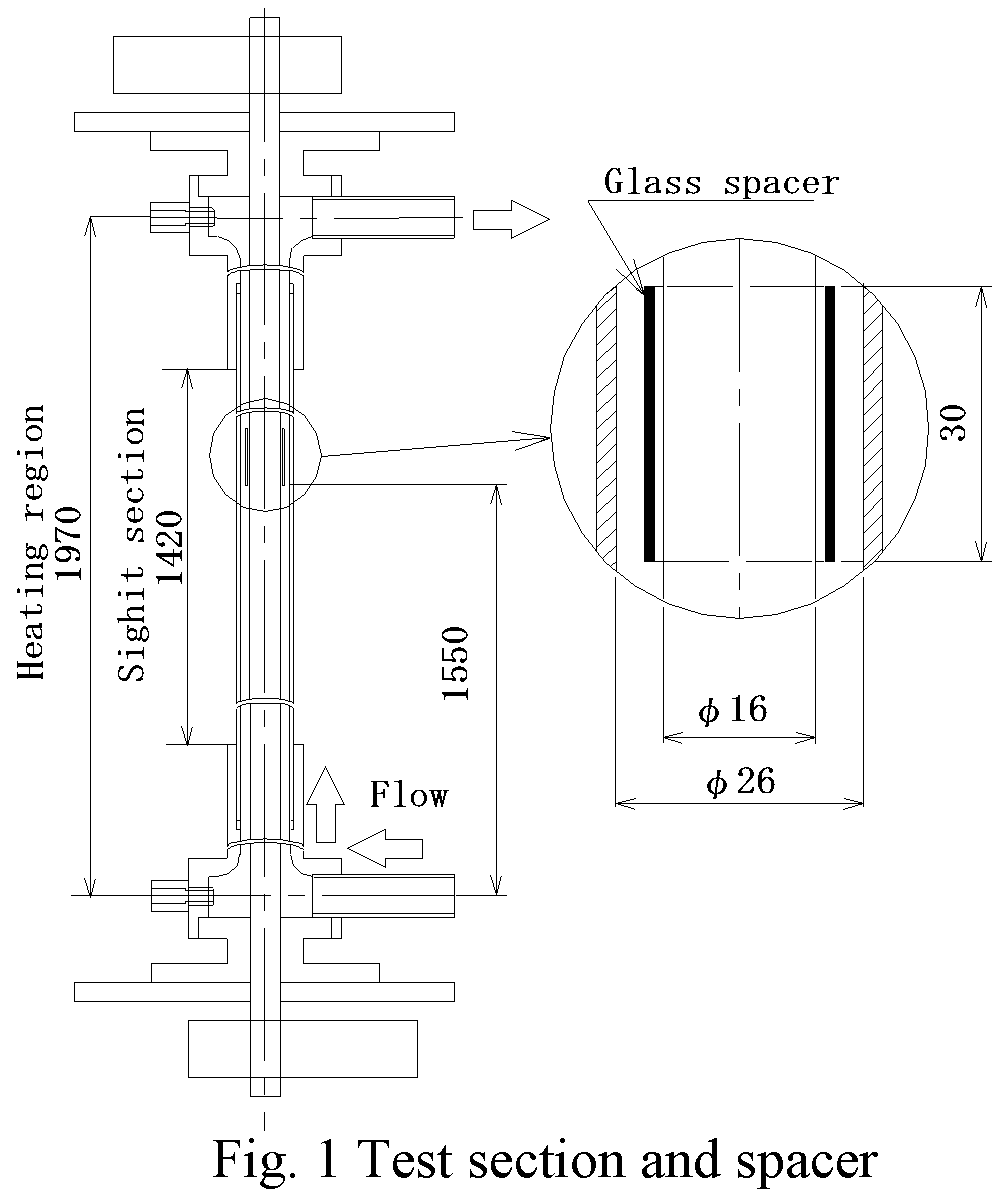 Glass spacer
Heating region
1970
Sighit section
1420
1550
30
φ16
φ26
Flow
Fig. 1 Test section and spacer